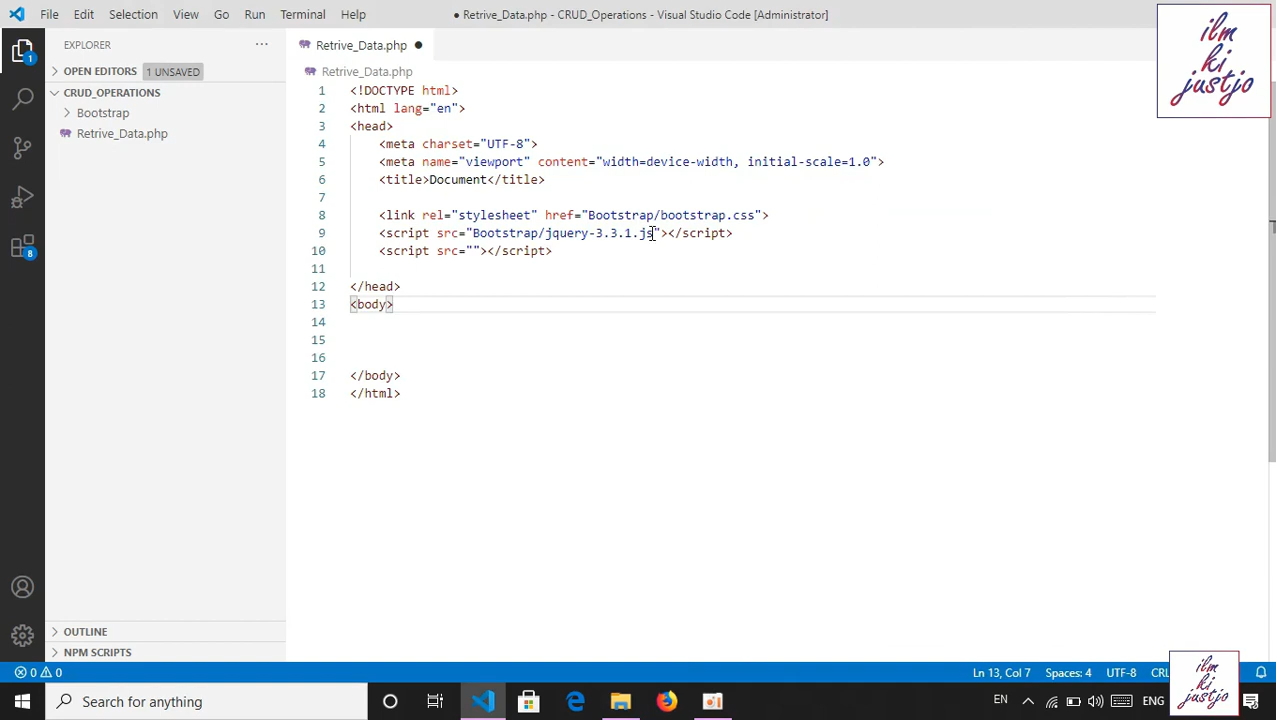 File Edit Selection View Go Run Terminal Help
● Retrive_Data.php - CRUD_Operations - Visual Studio Code [Administrator]
EXPLORER
OPEN EDITORS 1 UNSAVED
CRUD_OPERATIONS
Bootstrap
Retrive_Data.php
OUTLINE
NPM SCRIPTS
1
8
Retrive_Data.php ●
Retrive_Data.php
1 <!DOCTYPE html>
2 <html lang="en">
3 <head>
4 <meta charset="UTF-8">
5 <meta name="viewport" content="width=device-width, initial-scale=1.0">
6 <title>Document</title>
7
8 <link rel="stylesheet" href="Bootstrap/bootstrap.css">
9 <script src="Bootstrap/jquery-3.3.1.js"></script>
10 <script src=""></script>
11
12 </head>
13 <body>
14
15
16
17 </body>
18 </html>
ilm
ki
justjo
0 0
Ln 13, Col 7 Spaces: 4 UTF-8
ilm
ki
justjo
Search for anything
EN
ENG